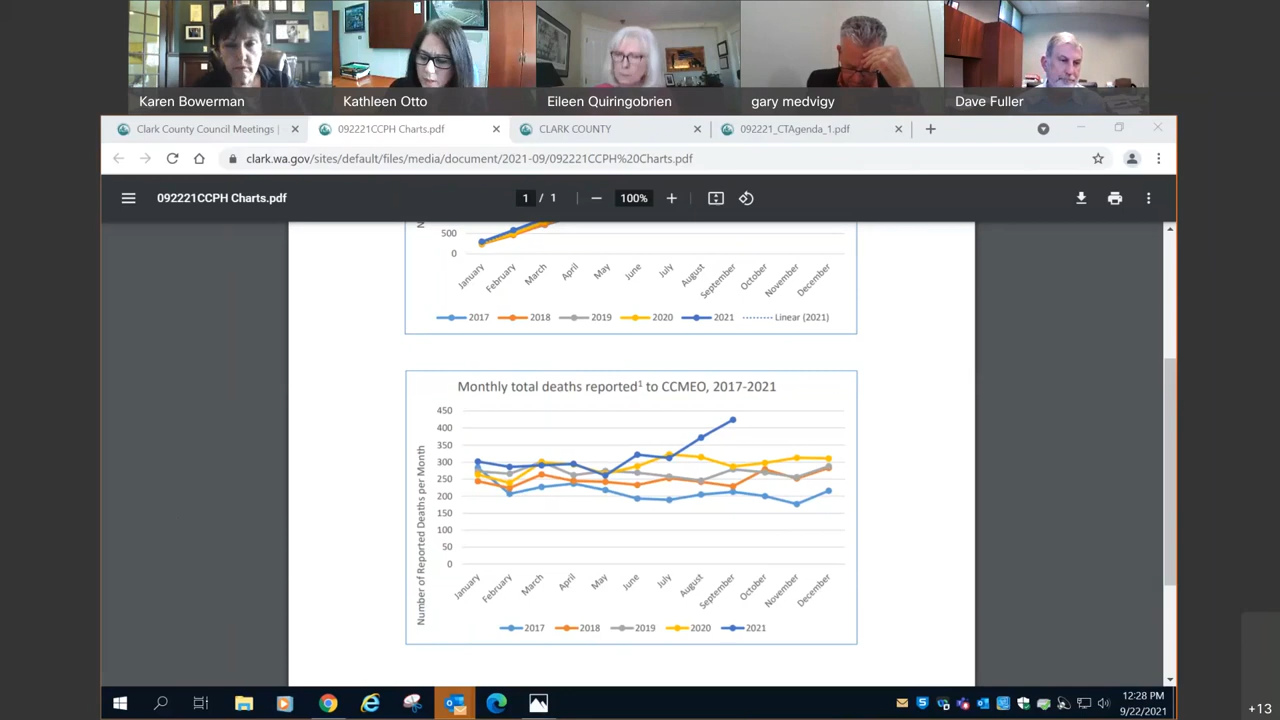 Karen Bowerman
Kathleen Otto
Eileen Quiringobrien
gary medvigy
Dave Fuller
Clark County Council Meetings |
092221CCPH Charts.pdf
CLARK COUNTY
092221_CTAgenda_1.pdf
clark.wa.gov/sites/default/files/media/document/2021-09/092221CCPH%20Charts.pdf
092221CCPH Charts.pdf
1 / 1
100%
500
0
January
February
March
April
May
June
July
August
September
October
November
December
2017
2018
2019
2020
2021
Linear (2021)
Monthly total deaths reported¹ to CCMEO, 2017-2021
Number of Reported Deaths per Month
450
400
350
300
250
200
150
100
50
0
January
February
March
April
May
June
July
August
September
October
November
December
2017
2018
2019
2020
2021
12:28 PM
9/22/2021
+13